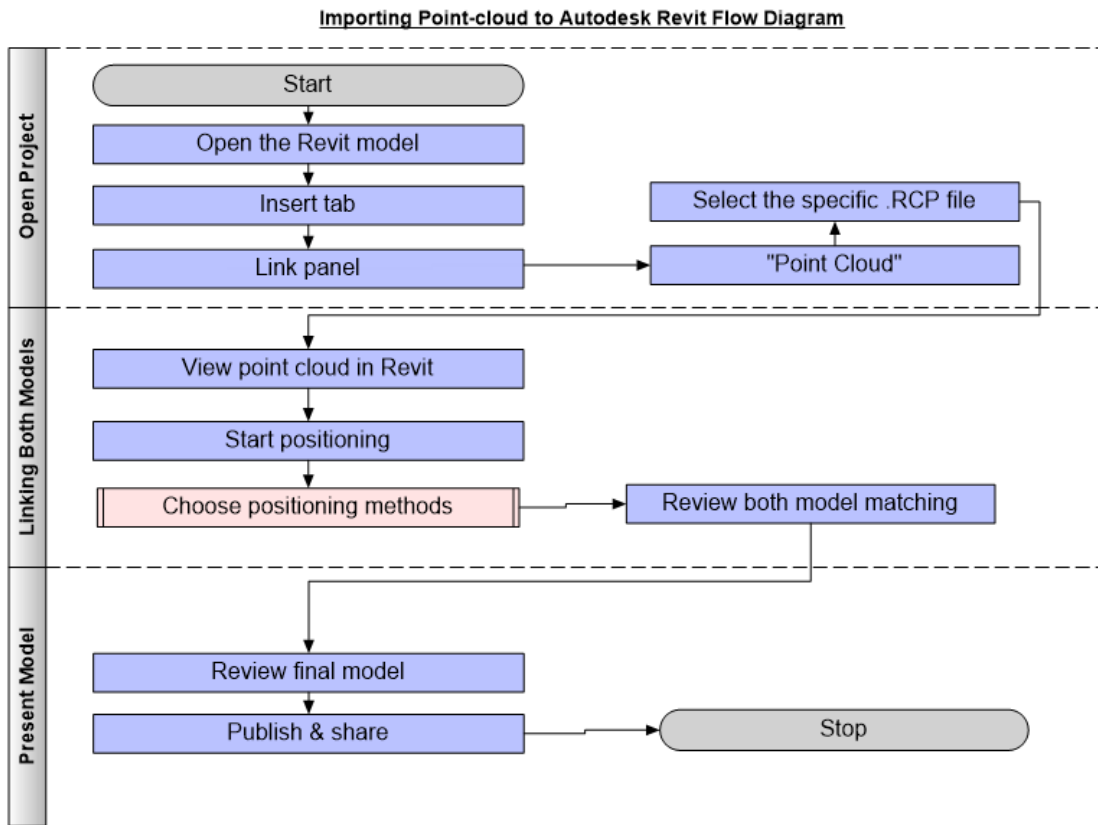 Importing Point-cloud to Autodesk Revit Flow Diagram
Open Project
Start
Open the Revit model
Insert tab
Link panel
"Point Cloud"
Select the specific .RCP file
Linking Both Models
View point cloud in Revit
Start positioning
Choose positioning methods
Review both model matching
Present Model
Review final model
Publish & share
Stop